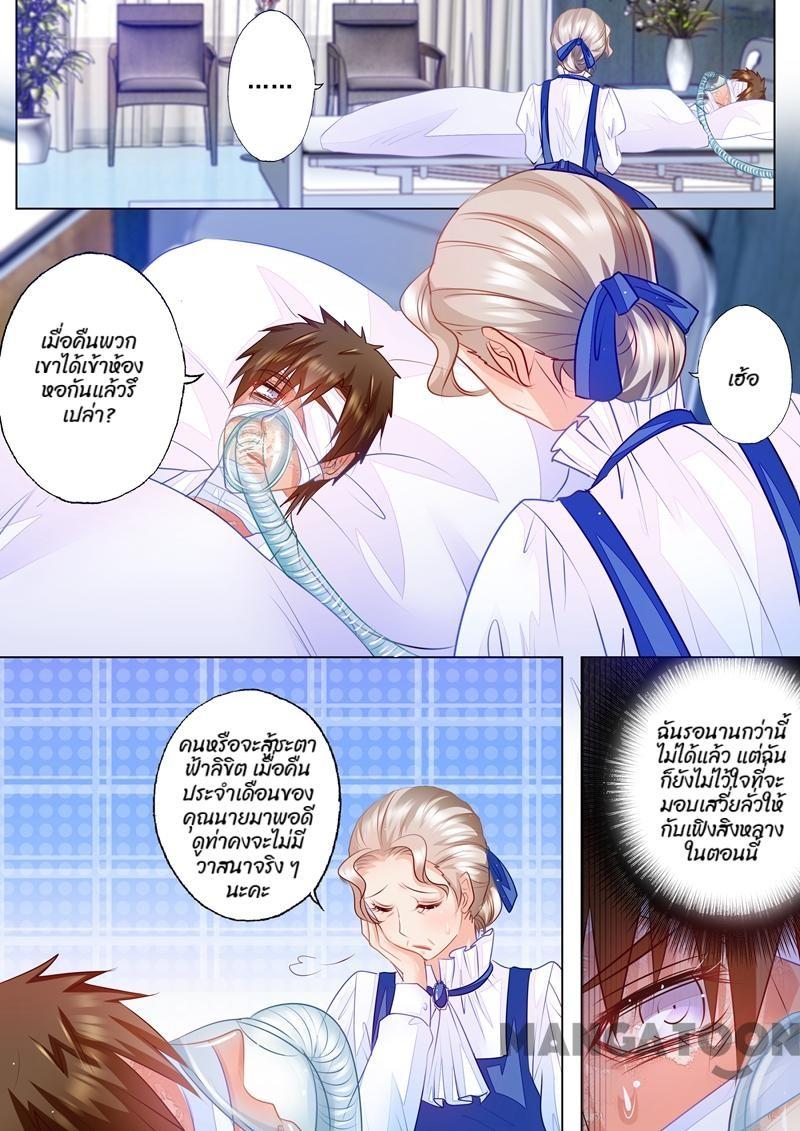 ......
เมื่อคืนพวก
เขาได้เข้าห้อง
หอกันแล้วรึ
เปล่า?
เฮ้อ
คนหรือจะสู้ชะตา
ฟ้าลิขิต เมื่อคืน
ประจำเดือนของ
คุณนายมาพอดี
ดูท่าคงจะไม่มี
วาสนาจริง ๆ
นะคะ
ฉันรอนานกว่านี้
ไม่ได้แล้ว แต่ฉัน
ก็ยังไม่ไว้ใจที่จะ
มอบเสวี่ยลั่วให้
กับเฟิงสิงหลาง
ในตอนนี้
MANGATOON